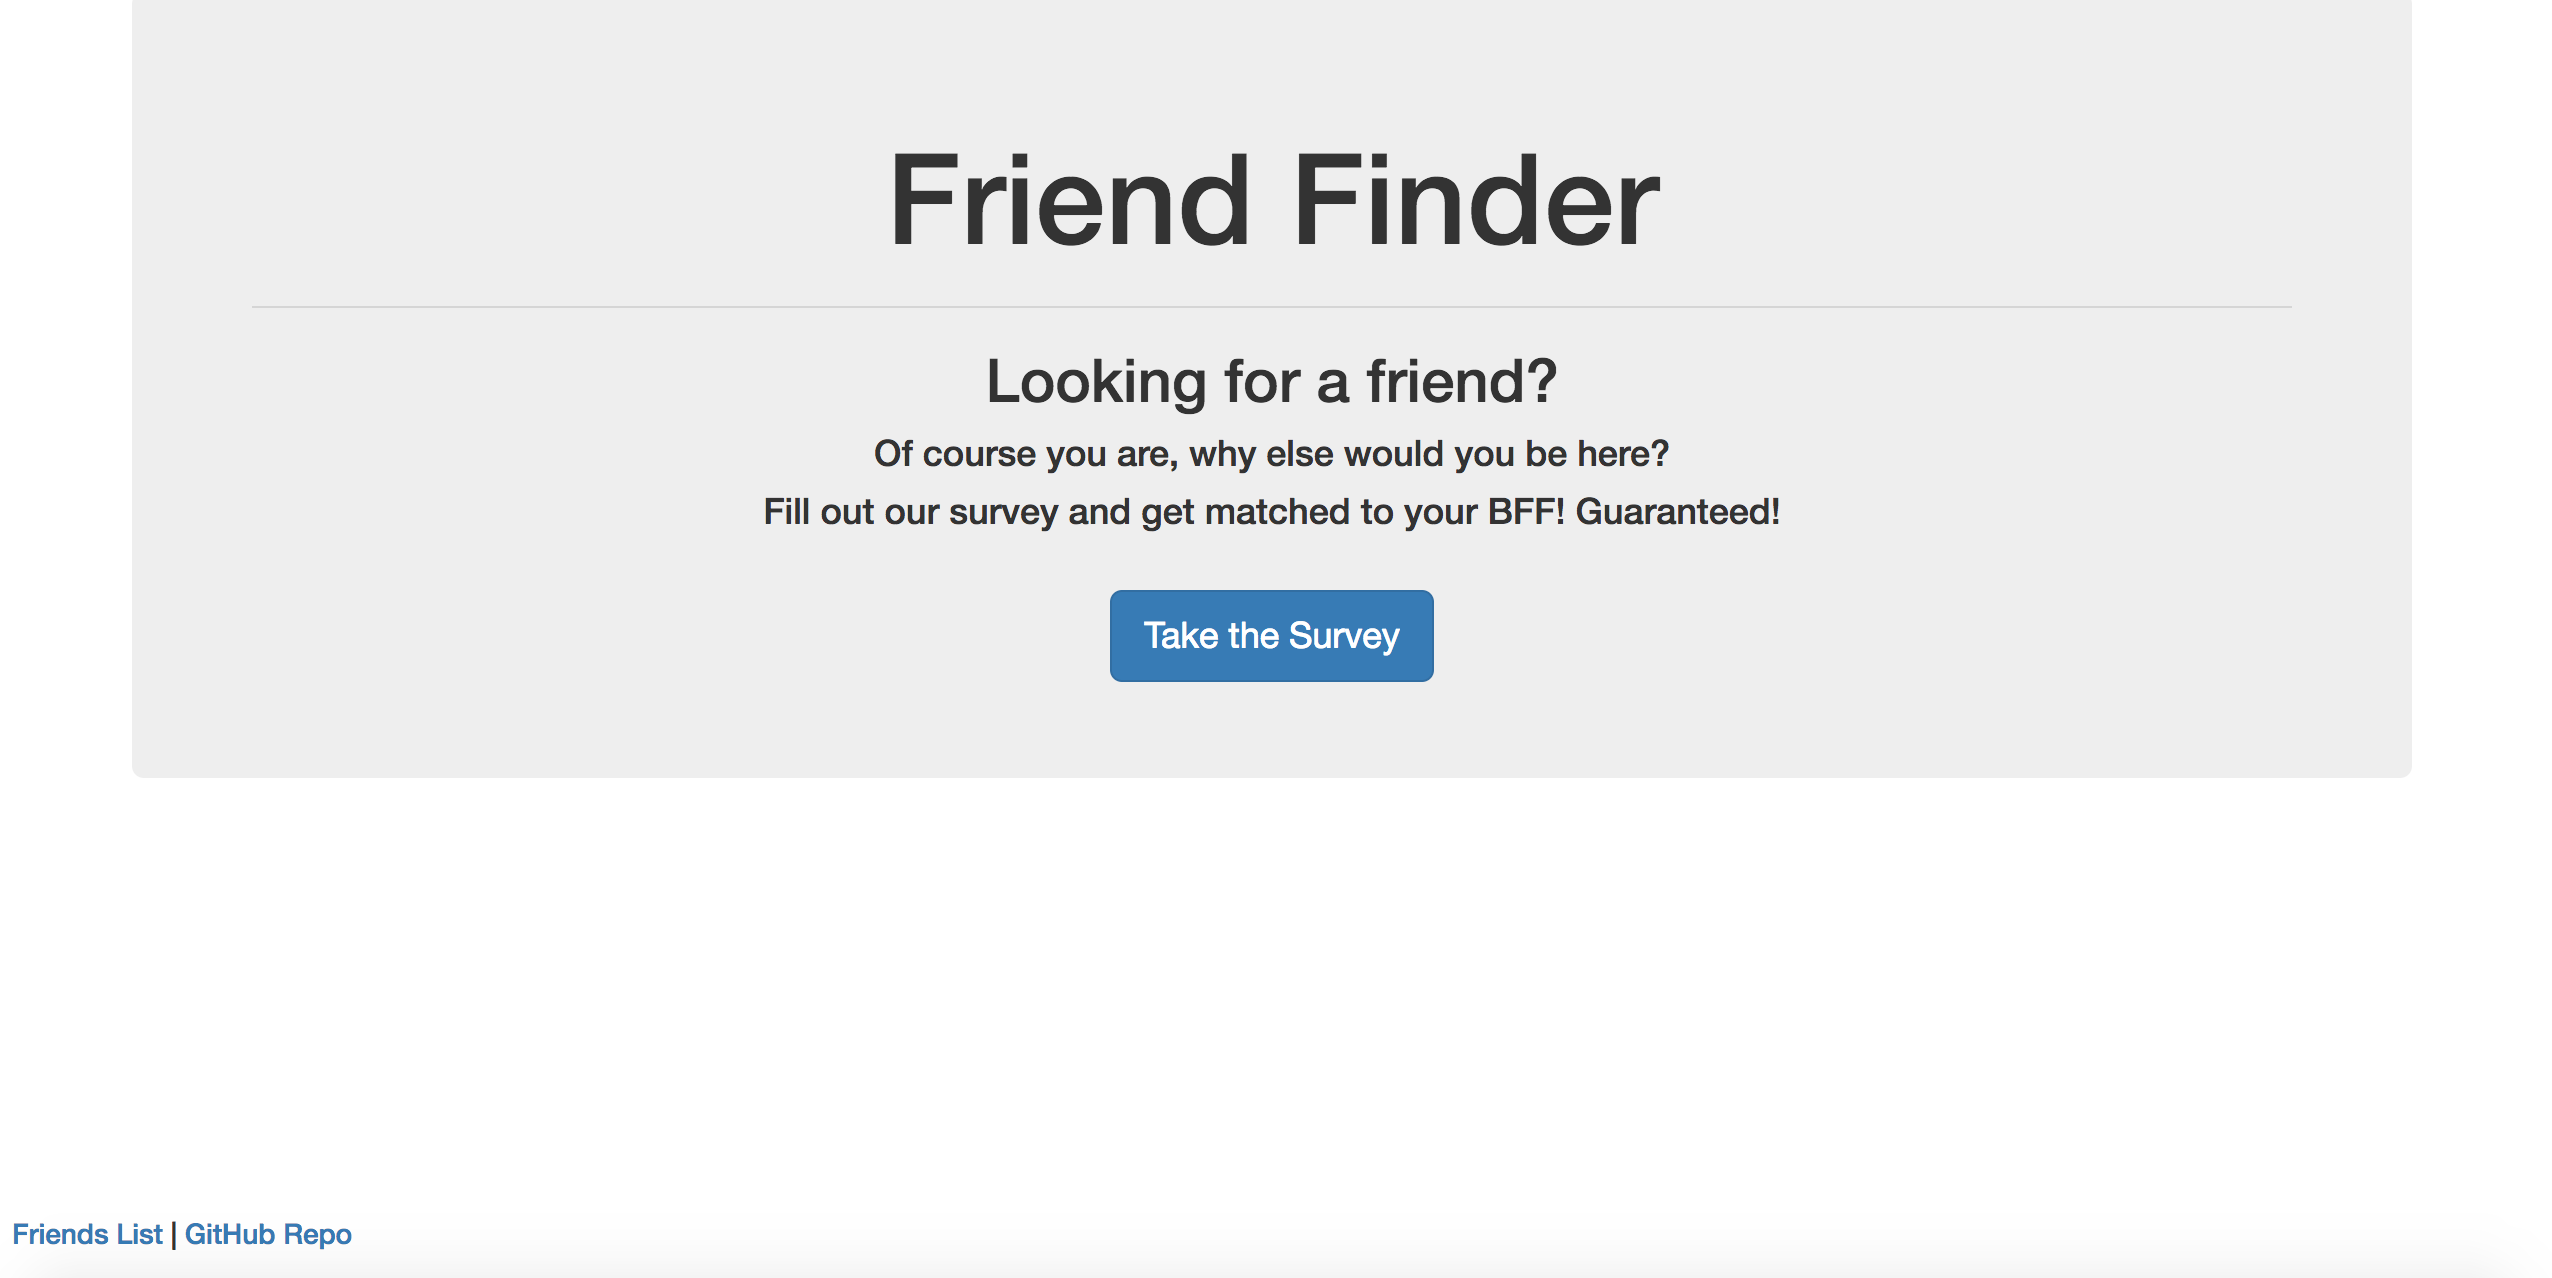 Friend Finder
Looking for a friend?
Of course you are, why else would you be here?
Fill out our survey and get matched to your BFF! Guaranteed!
Take the Survey
Friends List | GitHub Repo